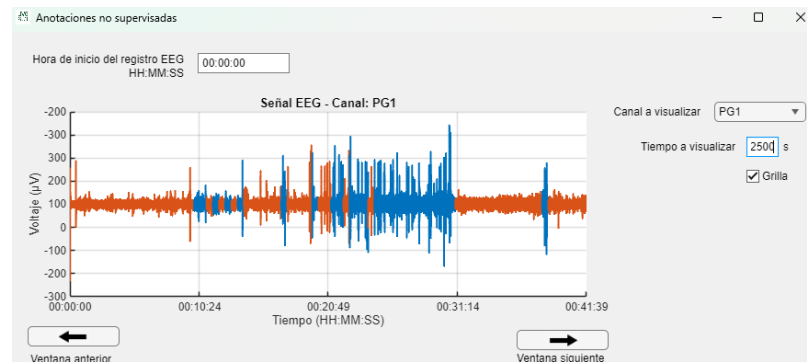 Anotaciones no supervisadas
Hora de inicio del registro EEG
HH:MM:SS
00:00:00
Señal EEG - Canal: PG1
Canal a visualizar
PG1
Tiempo a visualizar
2500
s
Grilla
Voltaje (µV)
-200
-300
300
200
100
0
-100
-200
-300
00:00:00
00:10:24
00:20:49
00:31:14
00:41:39
Tiempo (HH:MM:SS)
Ventana anterior
Ventana siguiente